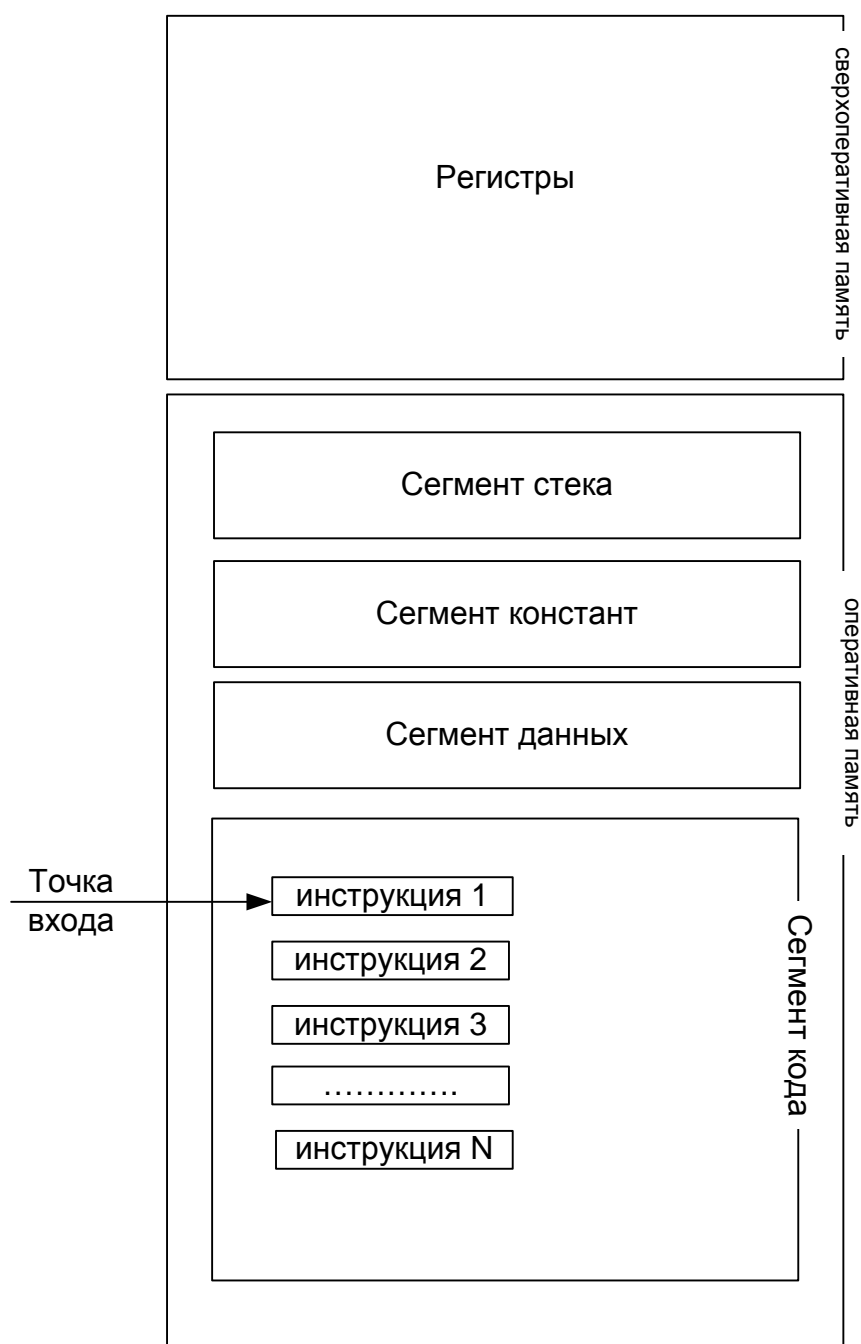 сверхоперативная память
Регистры
Сегмент стека
Сегмент констант
Сегмент данных
оперативная память
Точка
входа
инструкция 1
инструкция 2
инструкция 3
.............
инструкция N
Сегмент кода